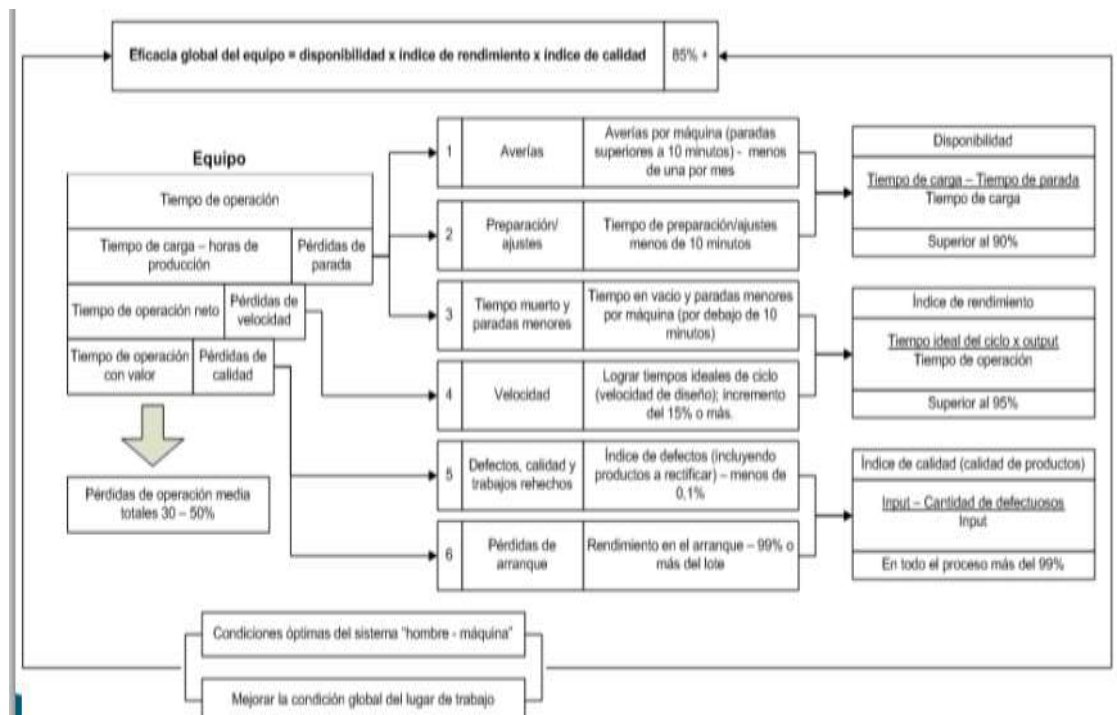 Eficacia global del equipo = disponibilidad x indice de rendimiento x indice de calidad
85% +
Equipo
Tiempo de operación
Tiempo de carga – horas de
producción
Pérdidas de
parada
Tiempo de operación neto
Pérdidas de
velocidad
Tiempo de operación
con valor
Pérdidas de
calidad
Pérdidas de operación media
totales 30 – 50%
1
Averías
Averías por máquina (paradas
superiores a 10 minutos) - menos
de una por mes
2
Preparación/
ajustes
Tiempo de preparación/ajustes
menos de 10 minutos
3
Tiempo muerto y
paradas menores
Tiempo en vacio y paradas menores
por máquina (por debajo de 10
minutos)
4
Velocidad
Lograr tiempos ideales de ciclo
(velocidad de diseño); incremento
del 15% o más.
5
Defectos, calidad y
trabajos rehechos
Índice de defectos (incluyendo
productos a rectificar) – menos de
0,1%
6
Pérdidas de
arranque
Rendimiento en el arranque – 99% o
más del lote
Disponibilidad
Tiempo de carga – Tiempo de parada
Tiempo de carga
Superior al 90%
Índice de rendimiento
Tiempo ideal del ciclo x output
Tiempo de operación
Superior al 95%
Índice de calidad (calidad de productos)
Input – Cantidad de defectuosos
Input
En todo el proceso más del 99%
Condiciones óptimas del sistema "hombre - máquina"
Mejorar la condición global del lugar de trabajo